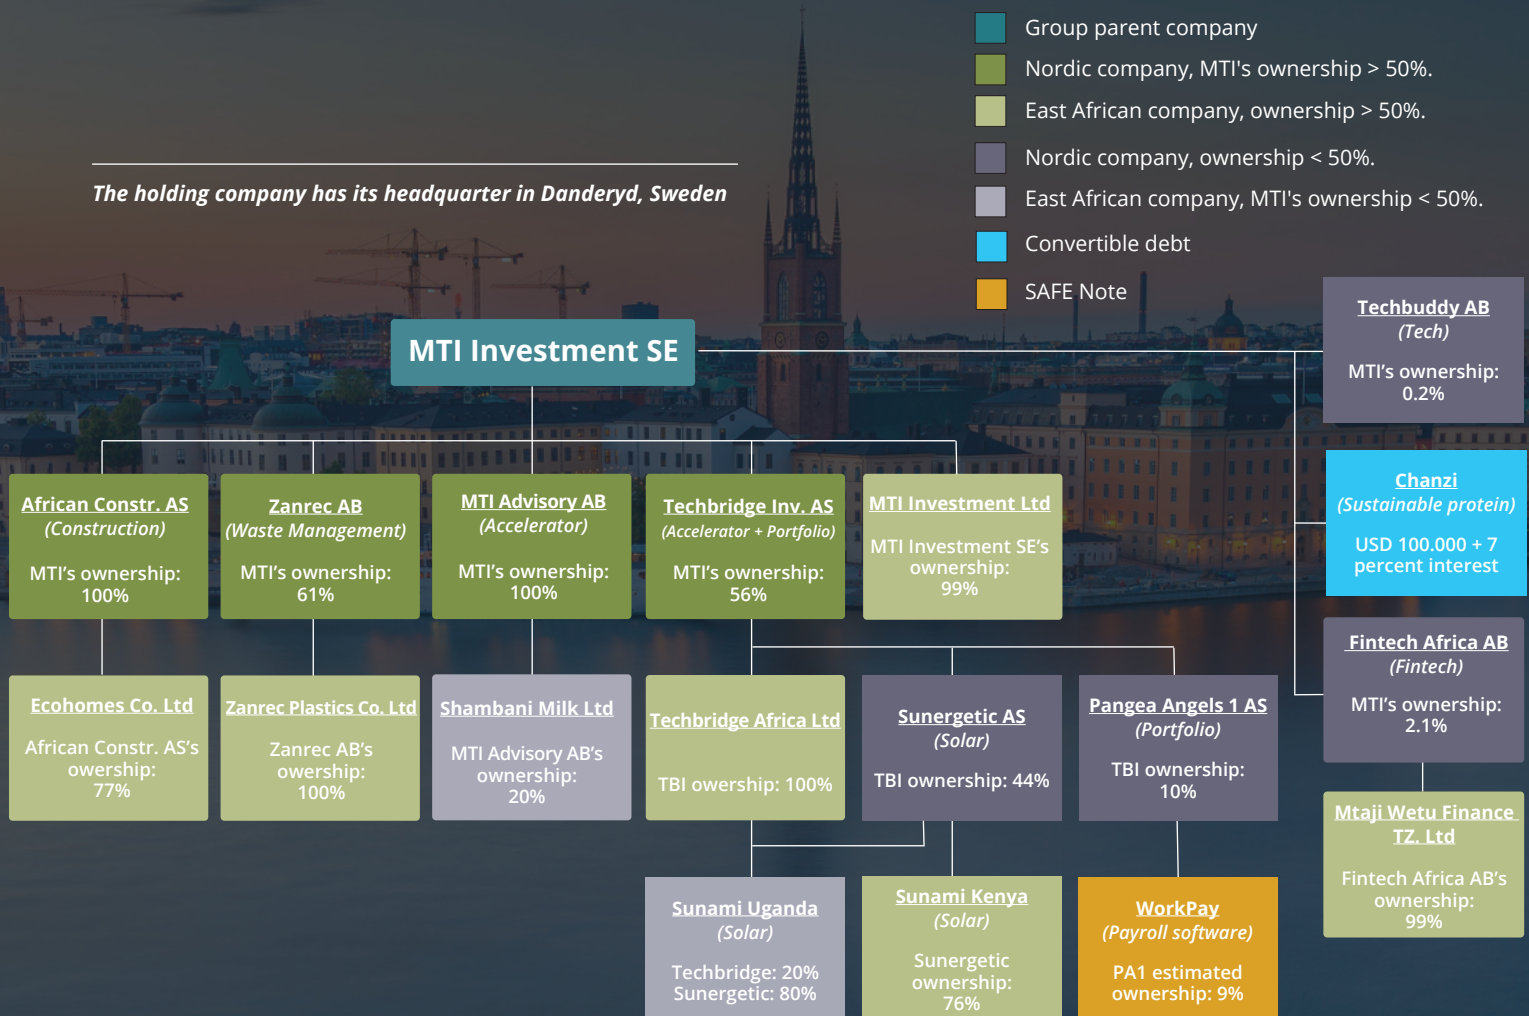 Group parent company
Nordic company, MTI's ownership > 50%.
East African company, ownership > 50%.
Nordic company, ownership < 50%.
East African company, MTI's ownership < 50%.
Convertible debt
SAFE Note
The holding company has its headquarter in Danderyd, Sweden
MTI Investment SE
Techbuddy AB
(Tech)
MTI’s ownership:
0.2%
Chanzi
(Sustainable protein)
USD 100.000 + 7
percent interest
Fintech Africa AB
(Fintech)
MTI’s ownership:
2.1%
Mtaji Wetu Finance
TZ. Ltd
Fintech Africa AB’s
ownership:
99%
African Constr. AS
(Construction)
MTI’s ownership:
100%
Zanrec AB
(Waste Management)
MTI’s ownership:
61%
MTI Advisory AB
(Accelerator)
MTI’s ownership:
100%
Techbridge Inv. AS
(Accelerator + Portfolio)
MTI’s ownership:
56%
MTI Investment Ltd
MTI Investment SE’s
ownership:
99%
Ecohomes Co. Ltd
African Constr. AS’s
owership:
77%
Zanrec Plastics Co. Ltd
Zanrec AB’s
owership:
100%
Shambani Milk Ltd
MTI Advisory AB’s
ownership:
20%
Techbridge Africa Ltd
TBI owership: 100%
Sunergetic AS
(Solar)
TBI ownership: 44%
Pangea Angels 1 AS
(Portfolio)
TBI ownership:
10%
Sunami Uganda
(Solar)
Techbridge: 20%
Sunergetic: 80%
Sunami Kenya
(Solar)
Sunergetic
ownership:
76%
WorkPay
(Payroll software)
PA1 estimated
ownership: 9%